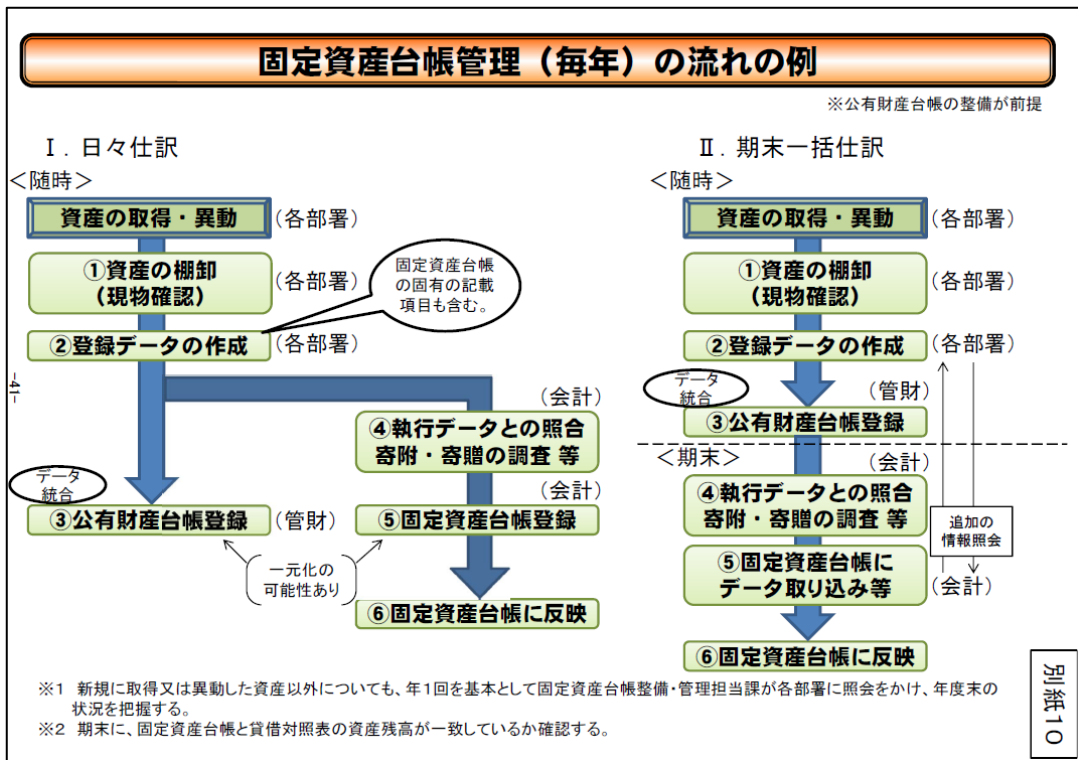 固定資産台帳管理（毎年）の流れの例
※公有財産台帳の整備が前提
Ⅰ．日々仕訳
＜随時＞
資産の取得・異動
（各部署）
①資産の棚卸
（現物確認）
（各部署）
固定資産台帳
の固有の記載
項目も含む。
②登録データの作成
（各部署）
（会計）
④執行データとの照合
寄附・寄贈の調査 等
データ
統合
（会計）
③公有財産台帳登録
（管財）
⑤固定資産台帳登録
一元化の
可能性あり
⑥固定資産台帳に反映
Ⅱ．期末一括仕訳
＜随時＞
資産の取得・異動
（各部署）
①資産の棚卸
（現物確認）
（各部署）
②登録データの作成
（各部署）
データ
統合
（管財）
③公有財産台帳登録
＜期末＞
（会計）
④執行データとの照合
寄附・寄贈の調査 等
追加の
情報照会
⑤固定資産台帳に
データ取り込み等
（会計）
⑥固定資産台帳に反映
※1　新規に取得又は異動した資産以外についても、年1回を基本として固定資産台帳整備・管理担当課が各部署に照会をかけ、年度末の
状況を把握する。
※2　期末に、固定資産台帳と貸借対照表の資産残高が一致しているか確認する。
-41-
別紙10